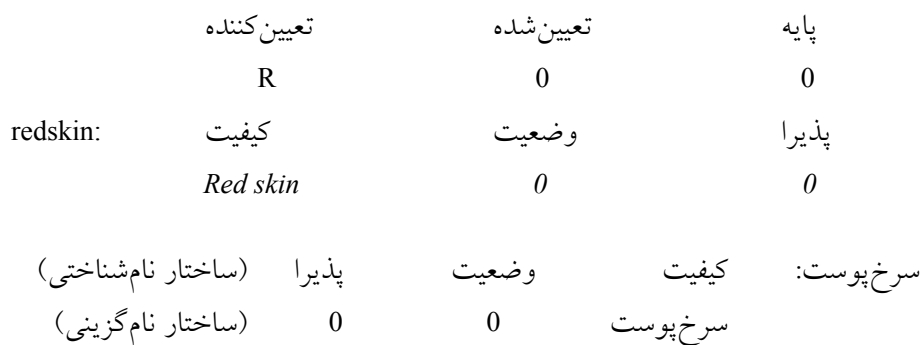 پایه تعیین‌شده تعیین‌کننده
0 0 R
پذیرا وضعیت کیفیت redskin:
0 0 Red skin
سرخ‌پوست: کیفیت وضعیت پذیرا (ساختار نام‌شناختی)
سرخ‌پوست 0 0 (ساختار نام‌گزینی)